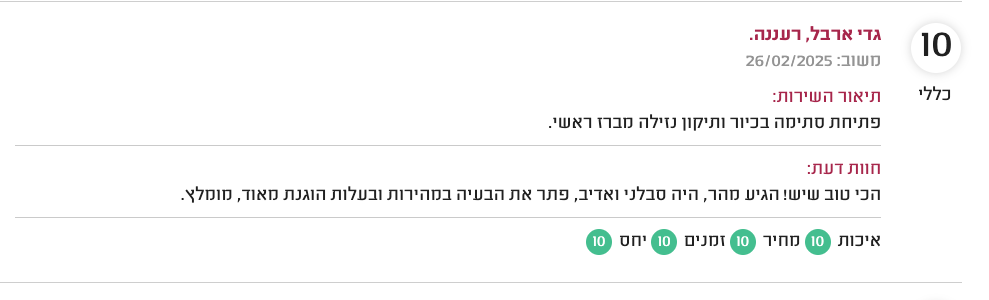 10
כללי
גדי ארבל, רעננה.
משוב: 26/02/2025
תיאור השירות:
פתיחת סתימה בכיור ותיקון נזילה מברז ראשי.
חוות דעת:
הכי טוב שיש! הגיע מהר, היה סבלני ואדיב, פתר את הבעיה במהירות ובעלות הוגנת מאוד, מומלץ.
איכות 10 מחיר 10 זמנים 10 יחס 10